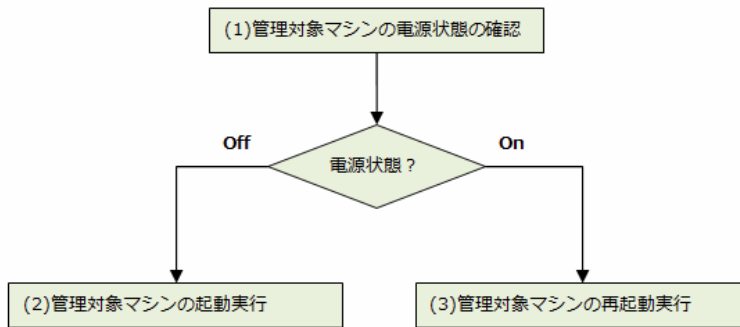 (1)管理対象マシンの電源状態の確認
Off
On
電源状態？
(2)管理対象マシンの起動実行
(3)管理対象マシンの再起動実行